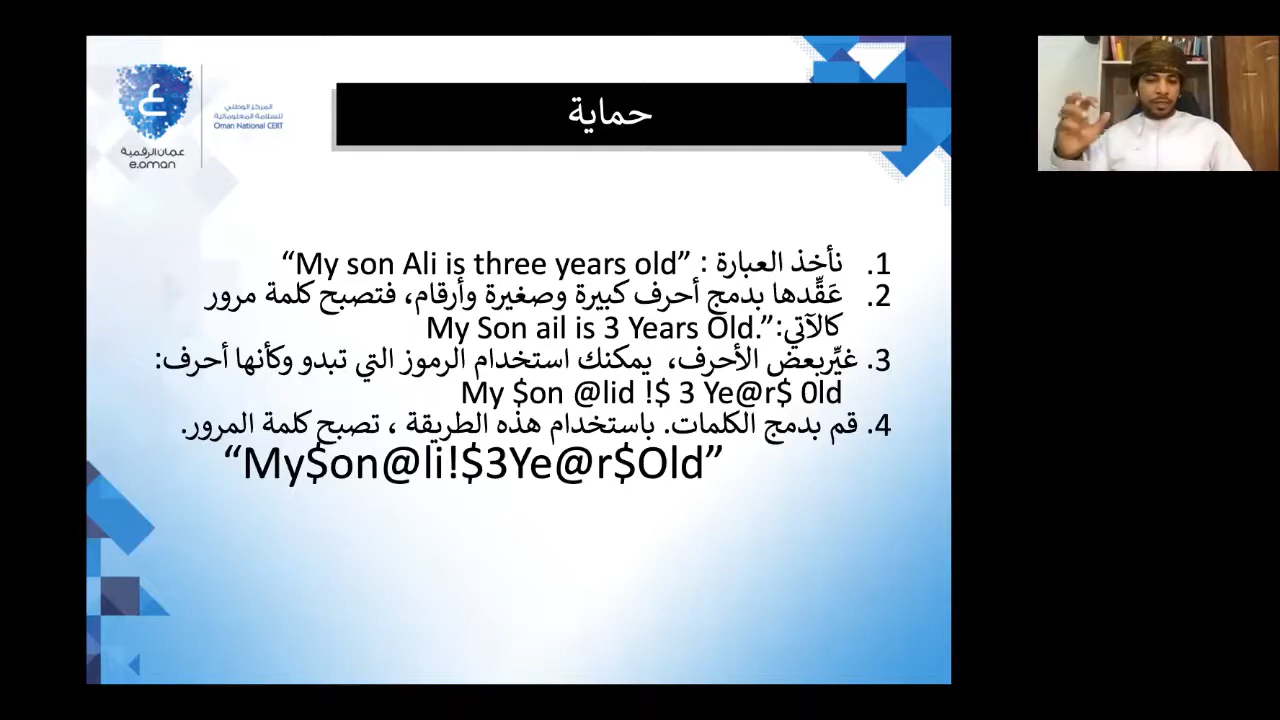 المركز الوطني
للسلامة المعلوماتية
Oman National CERT
عمان الرقمية
e.oman
حماية
1. نأخذ العبارة : “My son Ali is three years old”
2. عَقِّدها بدمج أحرف كبيرة وصغيرة وأرقام، فتصبح كلمة مرور
كالآتي:”.My Son ail is 3 Years Old
3. غيِّربعض الأحرف، يمكنك استخدام الرموز التي تبدو وكأنها أحرف:
My $on @lid !$ 3 Ye@r$ 0ld
4. قم بدمج الكلمات. باستخدام هذه الطريقة ، تصبح كلمة المرور.
“My$on@li!$3Ye@r$Old”